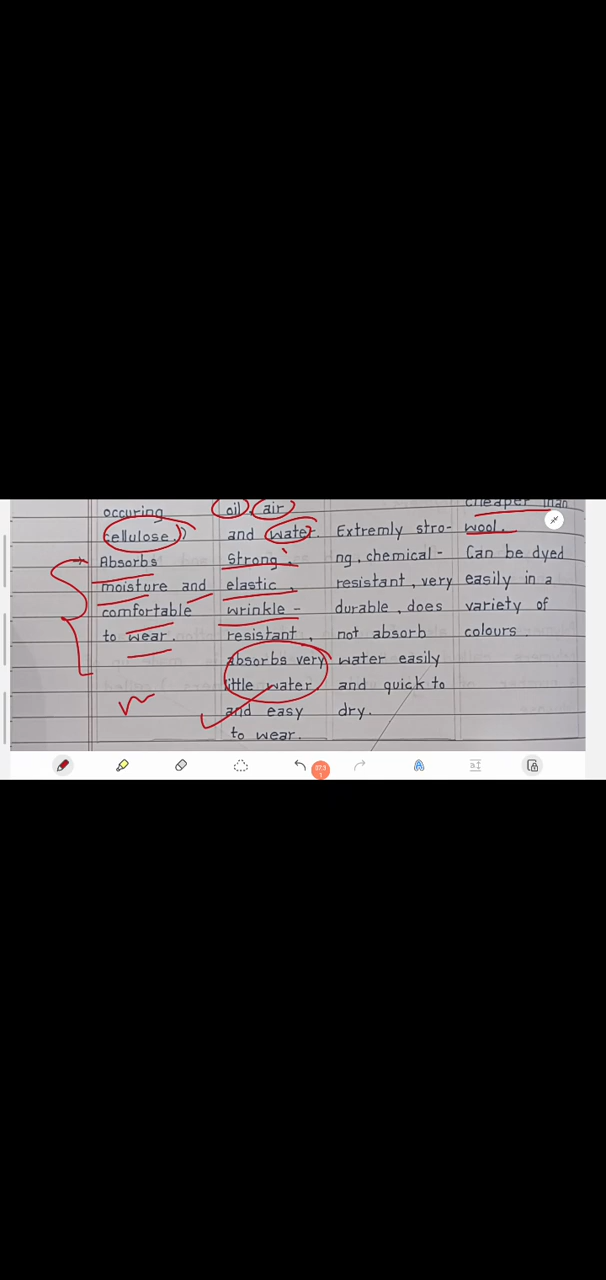 occuring
cellulose.)
→ Absorbs
moisture and
comfortable
to wear.
oil, air
and water.
Strong,
elastic,
wrinkle-
resistant,
absorbs very
little water
and easy
to wear.
Extremly stro-
ng, chemical-
resistant, very
durable, does
not absorb
water easily
and quick to
dry.
cheaper than
wool.
Can be dyed
easily in a
variety of
colours.